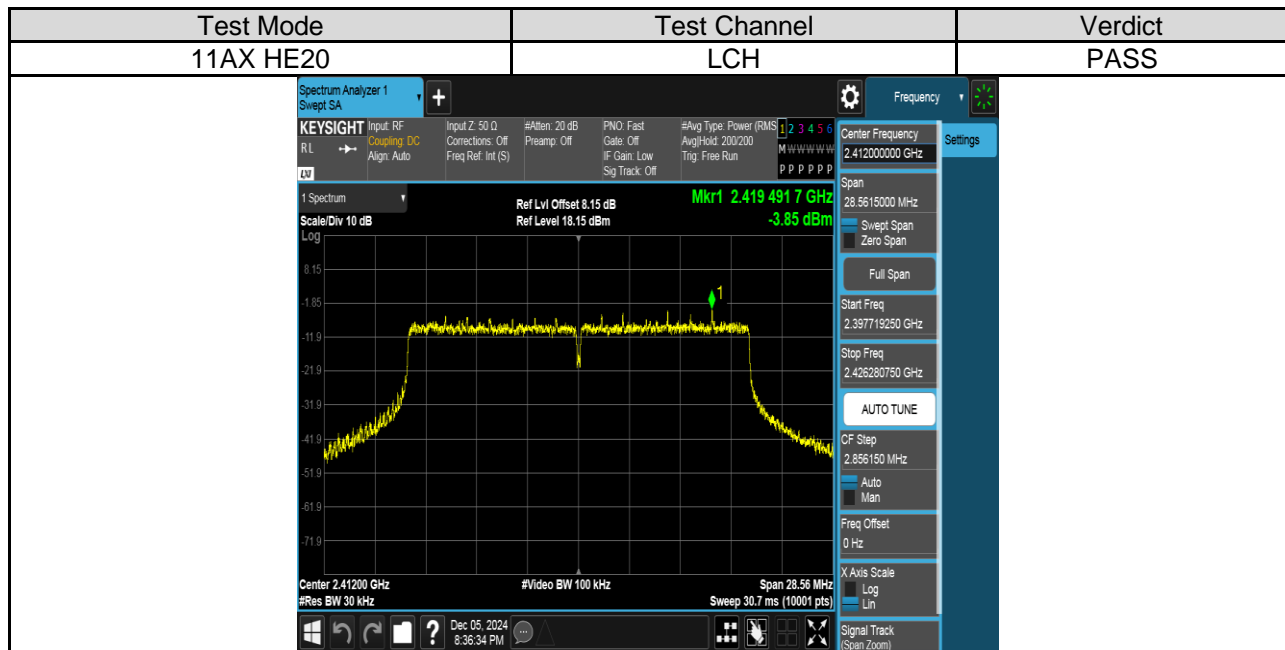 Test Mode Test Channel Verdict
11AX HE20 LCH PASS
Spectrum Analyzer 1
Swept SA
+
Frequency
KEYSIGHT
RL
LXI
Input: RF
Coupling: DC
Align: Auto
Input Z: 50 Ω
Corrections: Off
Freq Ref: Int (S)
#Atten: 20 dB
Preamp: Off
PNO: Fast
Gate: Off
IF Gain: Low
Sig Track: Off
#Avg Type: Power (RMS
Avg|Hold: 200/200
Trig: Free Run
1 2 3 4 5 6
M W W W W W
P P P P P P
1 Spectrum
Scale/Div 10 dB
Log
Ref Lvl Offset 8.15 dB
Ref Level 18.15 dBm
Mkr1 2.419 491 7 GHz
-3.85 dBm
8.15
-1.85
-11.9
-21.9
-31.9
-41.9
-51.9
-61.9
-71.9
1
Center 2.41200 GHz
#Res BW 30 kHz
#Video BW 100 kHz
Span 28.56 MHz
Sweep 30.7 ms (10001 pts)
Center Frequency
2.412000000 GHz
Settings
Span
28.5615000 MHz
Swept Span
Zero Span
Full Span
Start Freq
2.397719250 GHz
Stop Freq
2.426280750 GHz
AUTO TUNE
CF Step
2.856150 MHz
Auto
Man
Freq Offset
0 Hz
X Axis Scale
Log
Lin
Signal Track
(Span Zoom)
?
Dec 05, 2024
8:36:34 PM